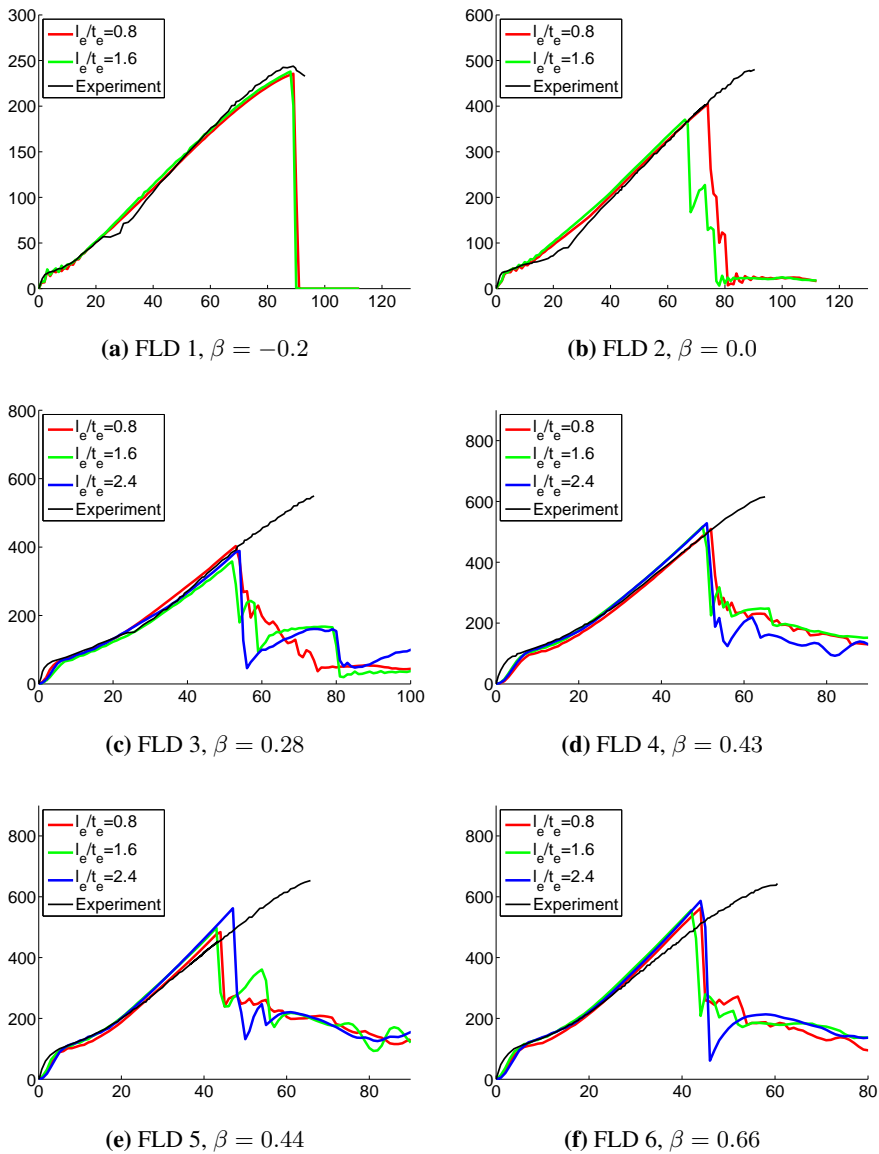 300
250
200
150
100
50
0
0 20 40 60 80 100 120
l_e/t_e=0.8
l_e/t_e=1.6
Experiment
(a) FLD 1, β = −0.2
600
500
400
300
200
100
0
0 20 40 60 80 100 120
l_e/t_e=0.8
l_e/t_e=1.6
Experiment
(b) FLD 2, β = 0.0
800
600
400
200
0
0 20 40 60 80 100
l_e/t_e=0.8
l_e/t_e=1.6
l_e/t_e=2.4
Experiment
(c) FLD 3, β = 0.28
800
600
400
200
0
0 20 40 60 80
l_e/t_e=0.8
l_e/t_e=1.6
l_e/t_e=2.4
Experiment
(d) FLD 4, β = 0.43
800
600
400
200
0
0 20 40 60 80
l_e/t_e=0.8
l_e/t_e=1.6
l_e/t_e=2.4
Experiment
(e) FLD 5, β = 0.44
800
600
400
200
0
0 20 40 60 80
l_e/t_e=0.8
l_e/t_e=1.6
l_e/t_e=2.4
Experiment
(f) FLD 6, β = 0.66